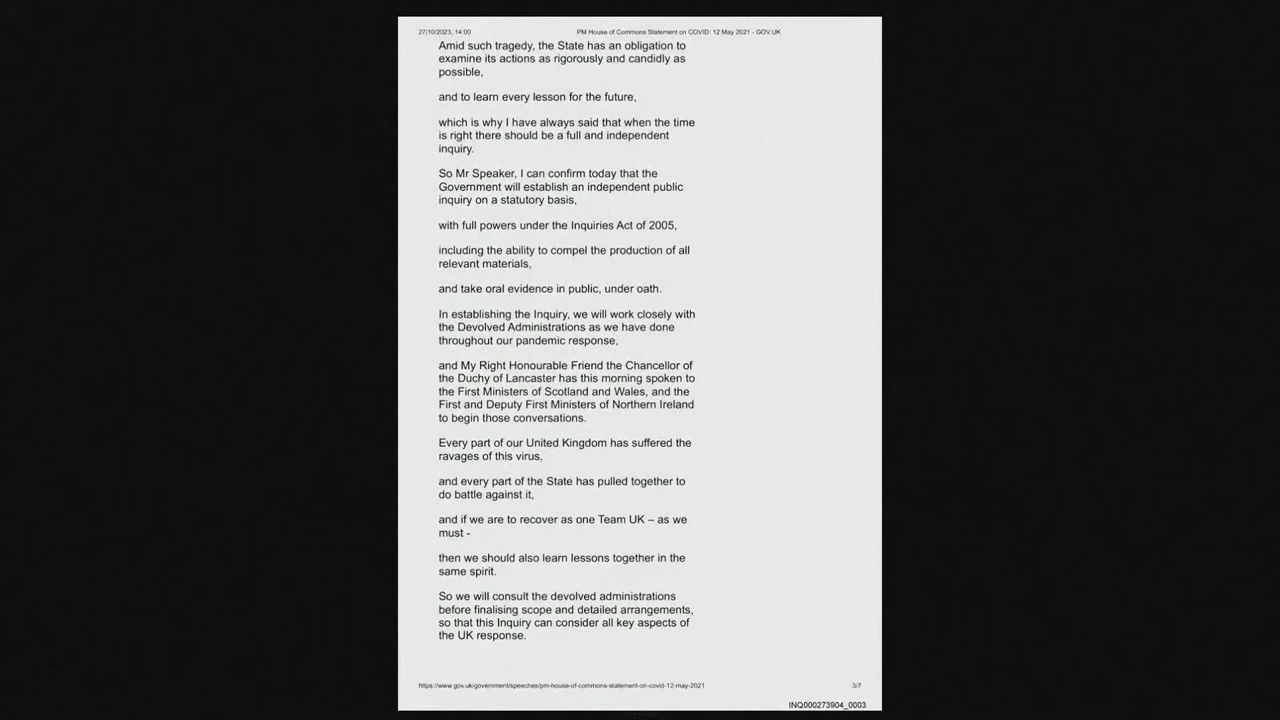 27/10/2023, 14:00 PM House of Commons Statement on COVID: 12 May 2021 - GOV.UK
Amid such tragedy, the State has an obligation to
examine its actions as rigorously and candidly as
possible,
and to learn every lesson for the future,
which is why I have always said that when the time
is right there should be a full and independent
inquiry.
So Mr Speaker, I can confirm today that the
Government will establish an independent public
inquiry on a statutory basis,
with full powers under the Inquiries Act of 2005,
including the ability to compel the production of all
relevant materials,
and take oral evidence in public, under oath.
In establishing the Inquiry, we will work closely with
the Devolved Administrations as we have done
throughout our pandemic response,
and My Right Honourable Friend the Chancellor of
the Duchy of Lancaster has this morning spoken to
the First Ministers of Scotland and Wales, and the
First and Deputy First Ministers of Northern Ireland
to begin those conversations.
Every part of our United Kingdom has suffered the
ravages of this virus,
and every part of the State has pulled together to
do battle against it,
and if we are to recover as one Team UK – as we
must -
then we should also learn lessons together in the
same spirit.
So we will consult the devolved administrations
before finalising scope and detailed arrangements,
so that this Inquiry can consider all key aspects of
the UK response.
https://www.gov.uk/government/speeches/pm-house-of-commons-statement-on-covid-12-may-2021 3/7
INQ000273904_0003